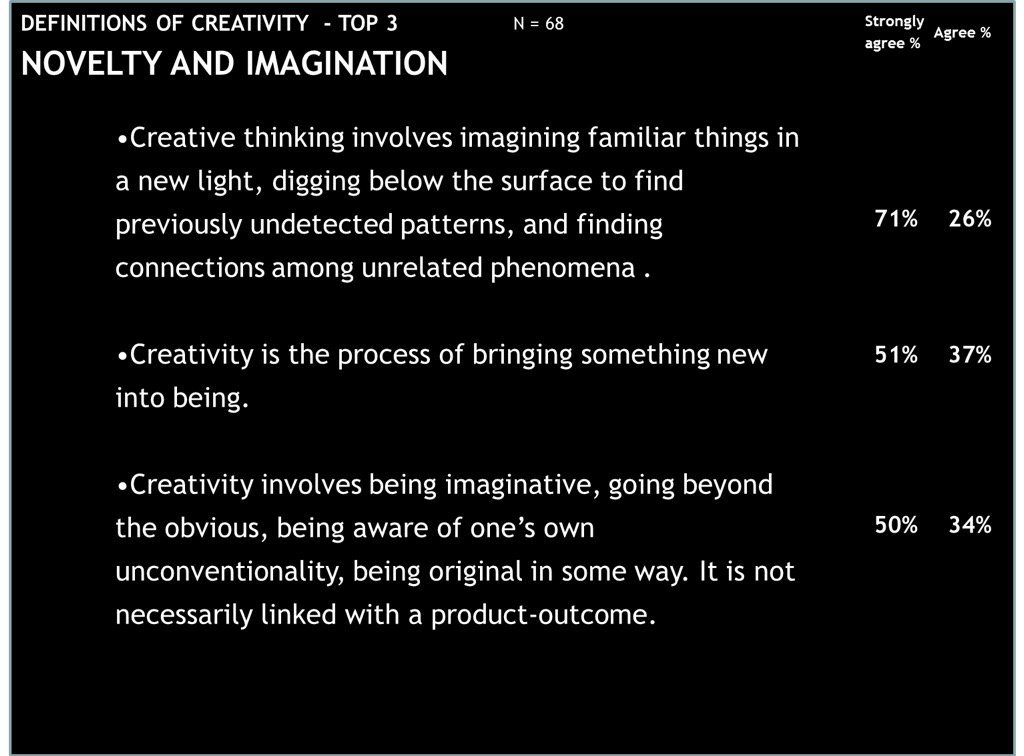 DEFINITIONS OF CREATIVITY - TOP 3 N = 68 Strongly agree % Agree %
NOVELTY AND IMAGINATION
•Creative thinking involves imagining familiar things in
a new light, digging below the surface to find
previously undetected patterns, and finding 71% 26%
connections among unrelated phenomena .
•Creativity is the process of bringing something new 51% 37%
into being.
•Creativity involves being imaginative, going beyond
the obvious, being aware of one’s own 50% 34%
unconventionality, being original in some way. It is not
necessarily linked with a product-outcome.